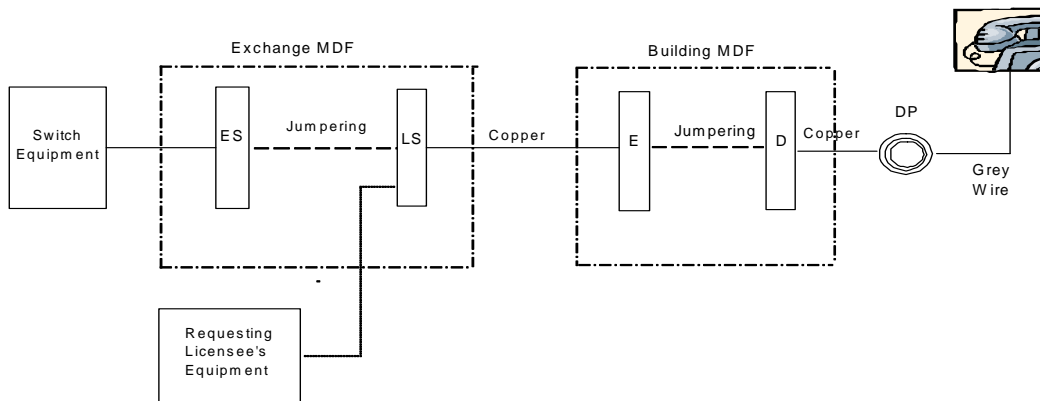 Exchange MDF
Building MDF
Switch
Equipment
ES
Jumpering
LS
Copper
E
Jumpering
D
Copper
DP
Grey
Wire
Requesting
Licensee's
Equipment